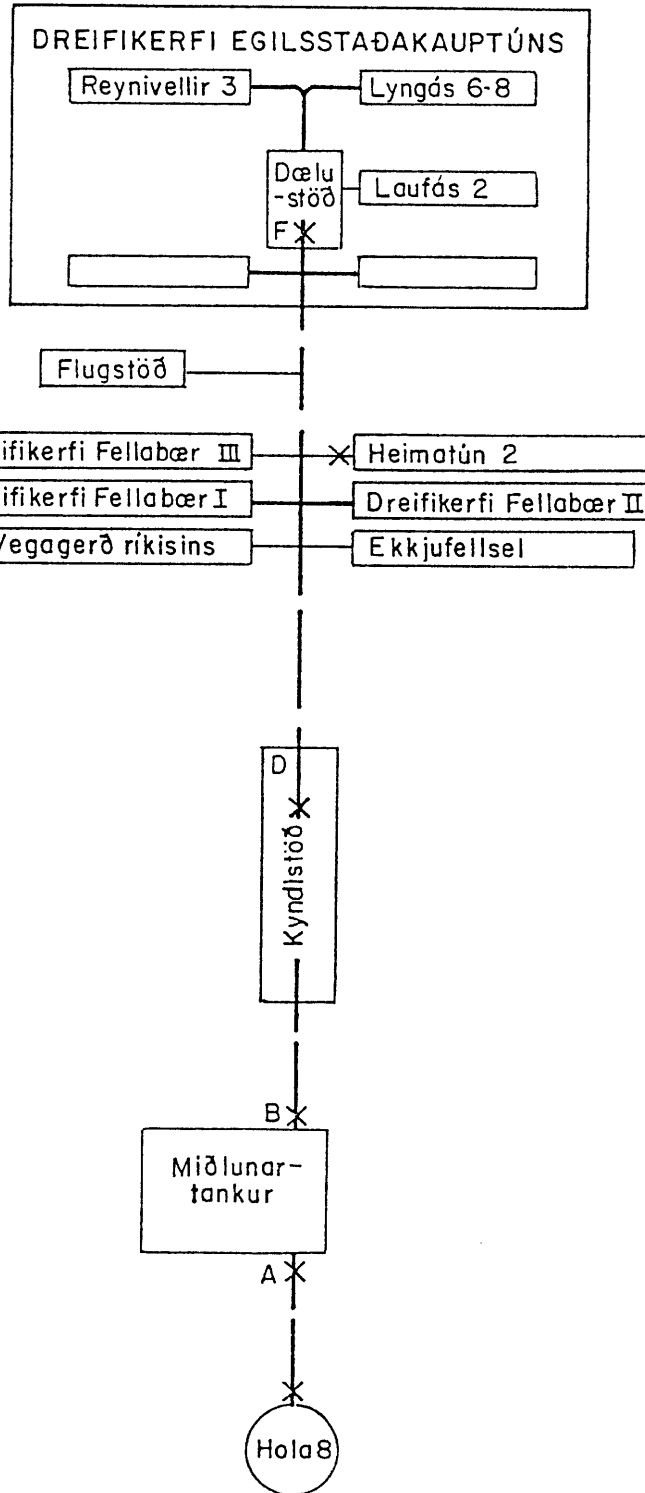 DREIFIKERFI EGILSSTAÐAKAUPTÚNS
Reynivellir 3
Lyngás 6-8
Dælu
-stöð
Laufás 2
F
Flugstöð
ifikerfi Fellabær III
Heimatún 2
ifikerfi Fellabær I
Dreifikerfi Fellabær II
Vegagerð ríkisins
Ekkjufellsel
D
Kyndlstöð
B
Miðlunar-
tankur
A
Hola 8